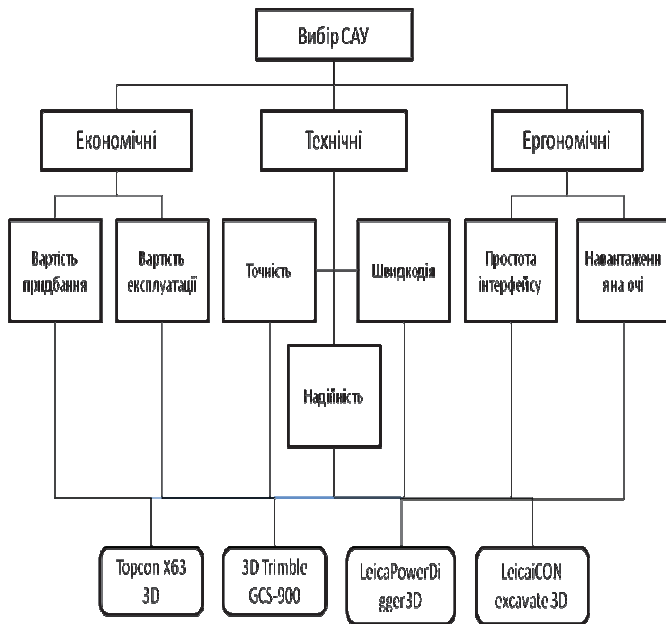 Вибір САУ
Економічні
Технічні
Ергономічні
Вартість
придбання
Вартість
експлуатації
Точність
Швидкодія
Простота
інтерфейсу
Навантаженн
я на очі
Надійність
Topcon X63
3D
3D Trimble
GCS-900
LeicaPowerDi
gger3D
LeicaiCON
excavate 3D